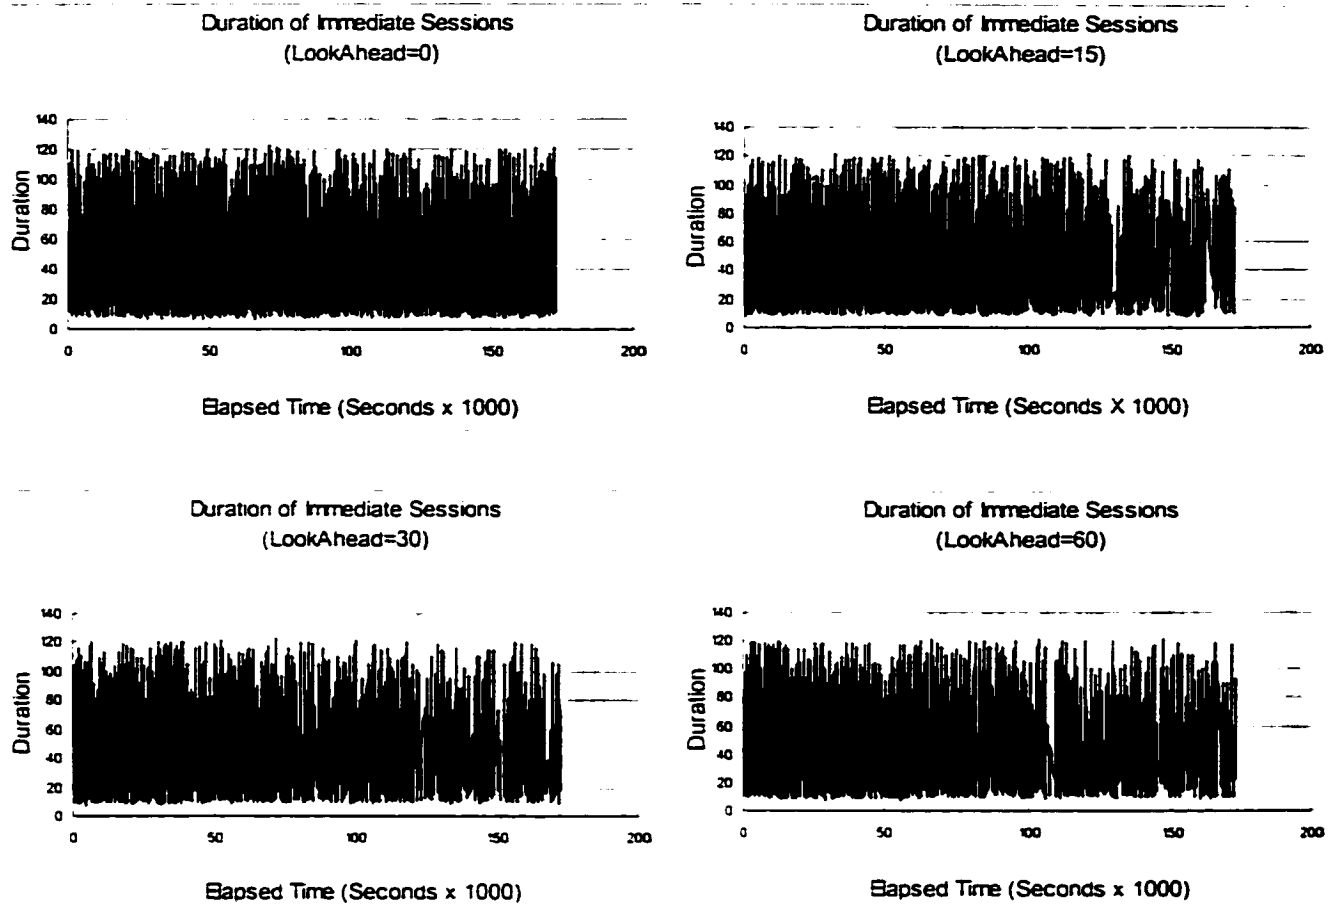 Duration of Immediate Sessions
(LookAhead=0)
140
120
100
80
60
40
20
0
Duration
0 50 100 150 200
Elapsed Time (Seconds x 1000)
Duration of Immediate Sessions
(LookAhead=15)
140
120
100
80
60
40
20
0
Duration
0 50 100 150 200
Elapsed Time (Seconds X 1000)
Duration of Immediate Sessions
(LookAhead=30)
140
120
100
80
60
40
20
0
Duration
0 50 100 150 200
Elapsed Time (Seconds x 1000)
Duration of Immediate Sessions
(LookAhead=60)
140
120
100
80
60
40
20
0
Duration
0 50 100 150 200
Elapsed Time (Seconds x 1000)